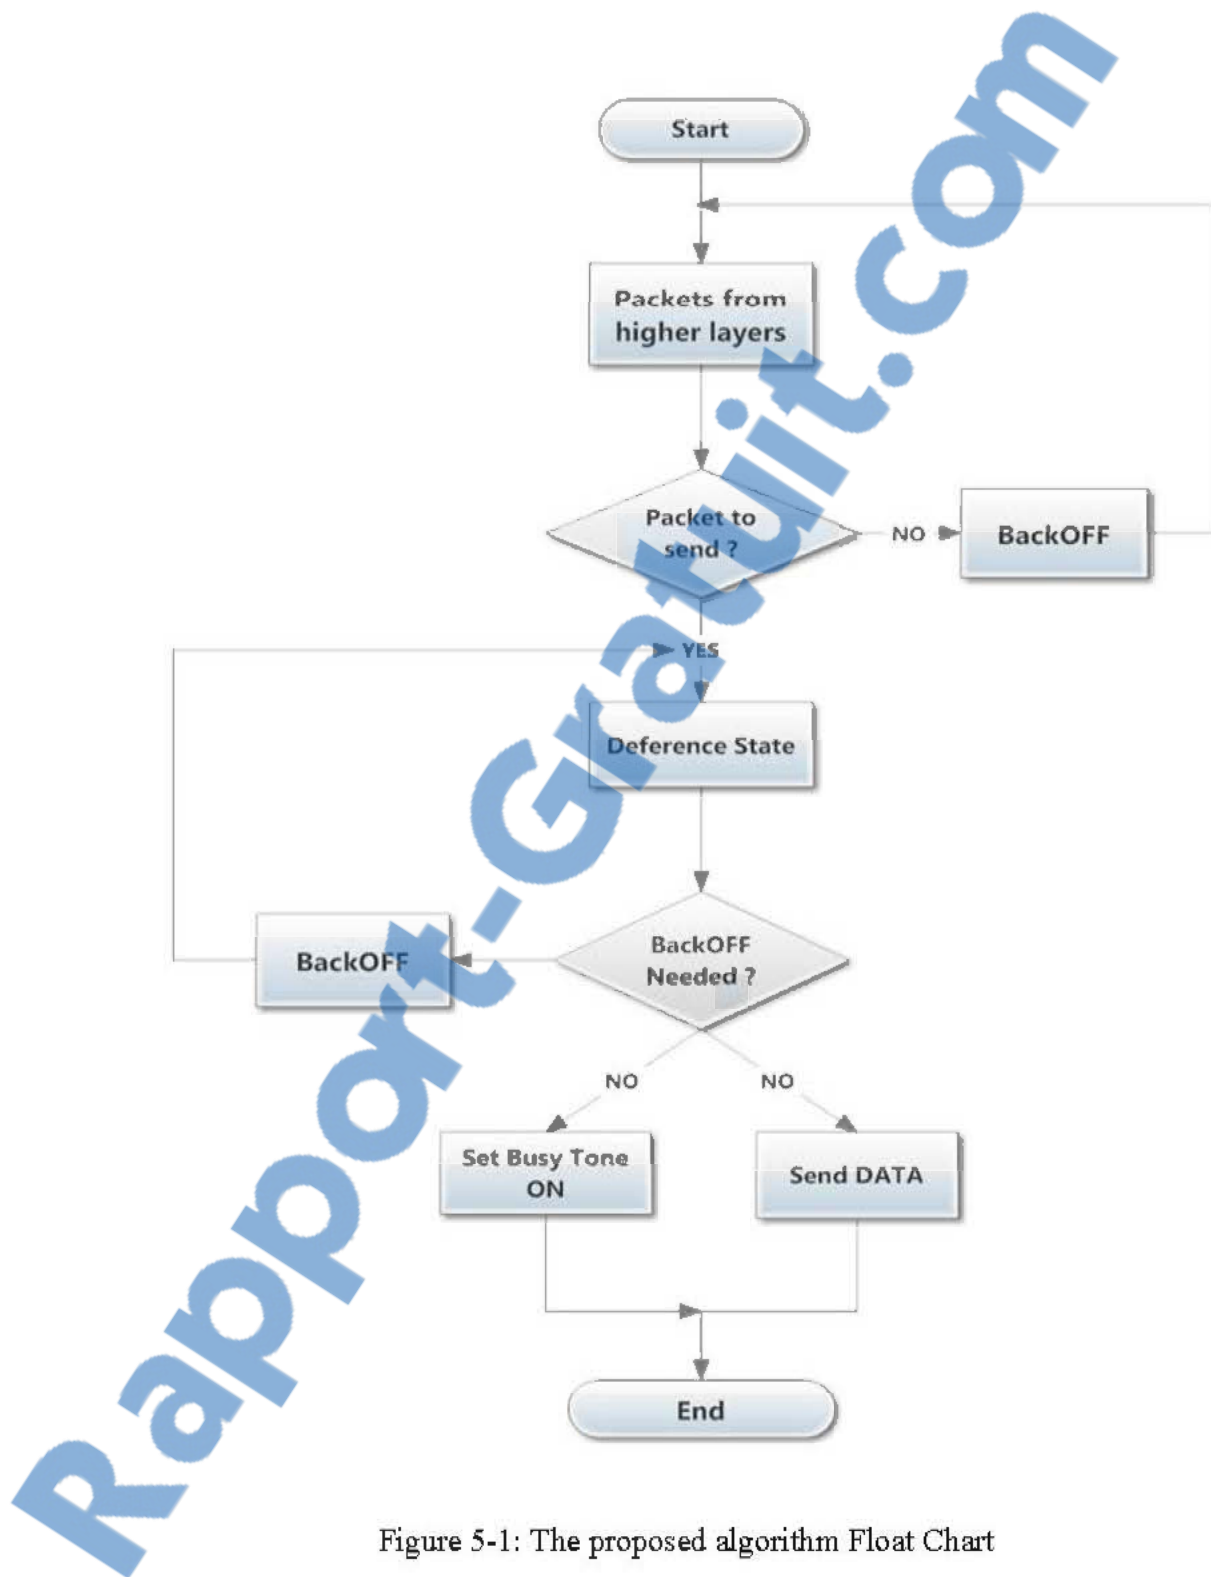 Start
Packets from
higher layers
Packet to
send ?
NO
BackOFF
YES
Deference State
BackOFF
Needed ?
BackOFF
NO
NO
Set Busy Tone
ON
Send DATA
End
Figure 5-1: The proposed algorithm Float Chart
Rapport-Gratuit.com